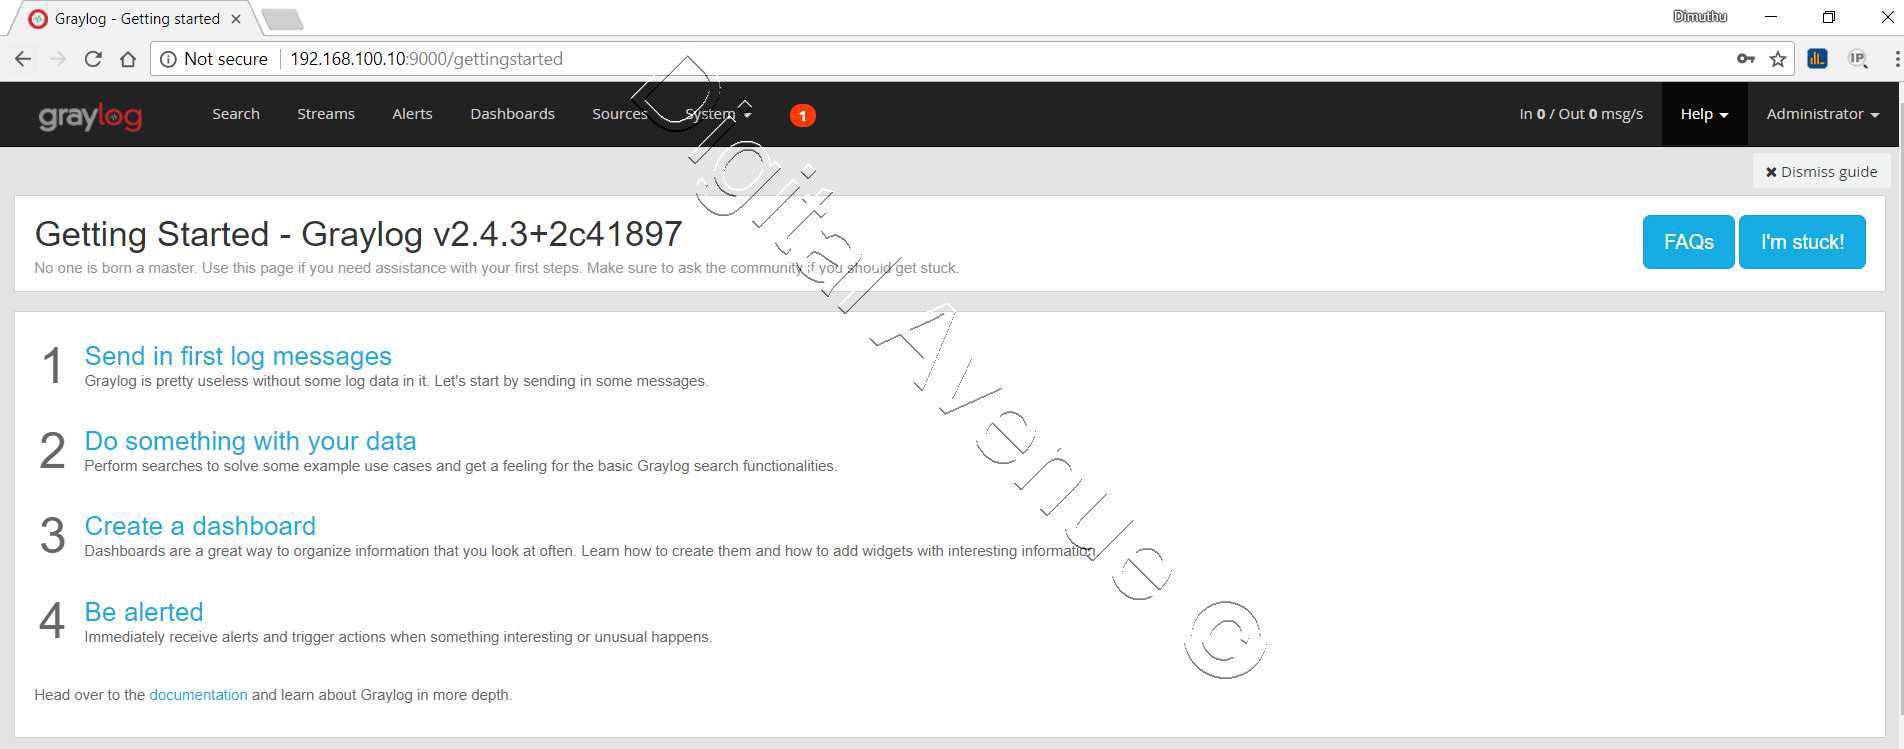 Graylog - Getting started
Dimuthu
Not secure 192.168.100.10:9000/gettingstarted
IP
graylog Search Streams Alerts Dashboards Sources System 1 In 0 / Out 0 msg/s Help Administrator
Dismiss guide
Getting Started - Graylog v2.4.3+2c41897
FAQs I'm stuck!
No one is born a master. Use this page if you need assistance with your first steps. Make sure to ask the community if you should get stuck.
1 Send in first log messages
Graylog is pretty useless without some log data in it. Let's start by sending in some messages.
2 Do something with your data
Perform searches to solve some example use cases and get a feeling for the basic Graylog search functionalities.
3 Create a dashboard
Dashboards are a great way to organize information that you look at often. Learn how to create them and how to add widgets with interesting information.
4 Be alerted
Immediately receive alerts and trigger actions when something interesting or unusual happens.
Head over to the documentation and learn about Graylog in more depth.
Digital Avenue ©